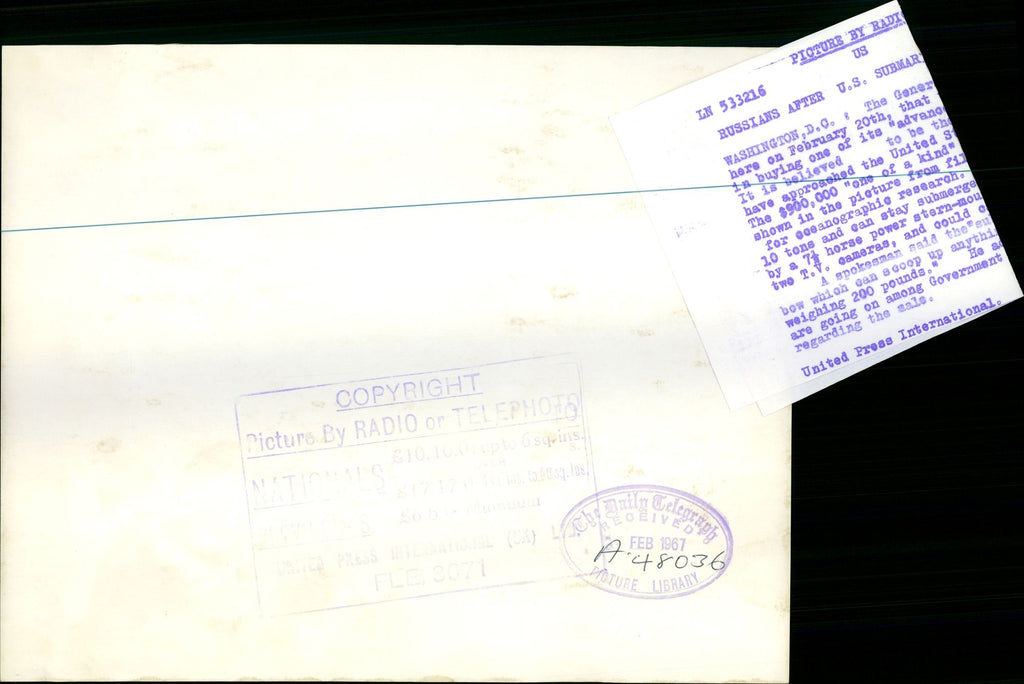 PICTURE BY RADIO
US
LN 533216
RUSSIANS AFTER U.S. SUBMAR
WASHINGTON, D.C. : The Gener
here on February 20th, that
in buying one of its "advanc
It is believed to be the
have approached the United S
The $900,000 "one of a kind"
shown in the picture from fil
for oceanographic research.
10 tons and can stay submerge
by a 7½ horse power stern-mou
two T.V. cameras, and could c
A spokesman said the "su
bow which can scoop up anythi
weighing 200 pounds." He a
are going on among Government
regarding the sale.
United Press International.
COPYRIGHT
Picture By RADIO or TELEPHOTO
NATIONALS £10.10.0 up to 6 sq. ins.
£17.17.0
£6.6.0 Minimum
UNITED PRESS INTERNATIONAL (UK) L
FLE 3071
The Daily Telegraph
RECEIVED
FEB 1967
A.48036
PICTURE LIBRARY